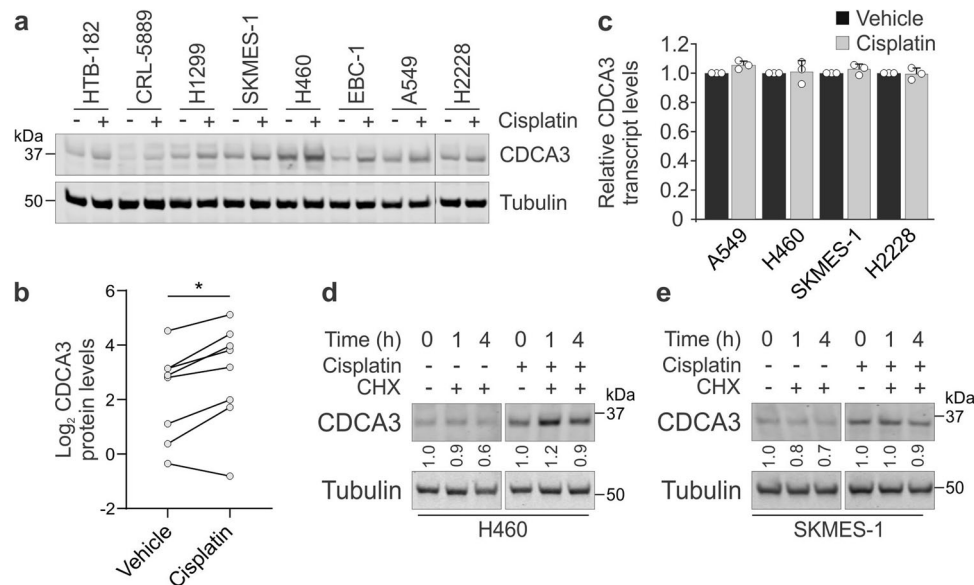 a
HTB-182
CRL-5889
H1299
SKMES-1
H460
EBC-1
A549
H2228
- + - + - + - + - + - + - + - + Cisplatin
kDa
37
CDCA3
50
Tubulin
b
*
Log₂ CDCA3
protein levels
6
4
2
0
-2
Vehicle
Cisplatin
c
Vehicle
Cisplatin
Relative CDCA3
transcript levels
1.2
1.0
0.8
0.6
0.4
0.2
0
A549
H460
SKMES-1
H2228
d
Time (h) 0 1 4 0 1 4
Cisplatin - - - + + +
CHX - + + - + + kDa
CDCA3
37
1.0 0.9 0.6 1.0 1.2 0.9
Tubulin
50
H460
e
Time (h) 0 1 4 0 1 4
Cisplatin - - - + + +
CHX - + + - + + kDa
CDCA3
37
1.0 0.8 0.7 1.0 1.0 0.9
Tubulin
50
SKMES-1